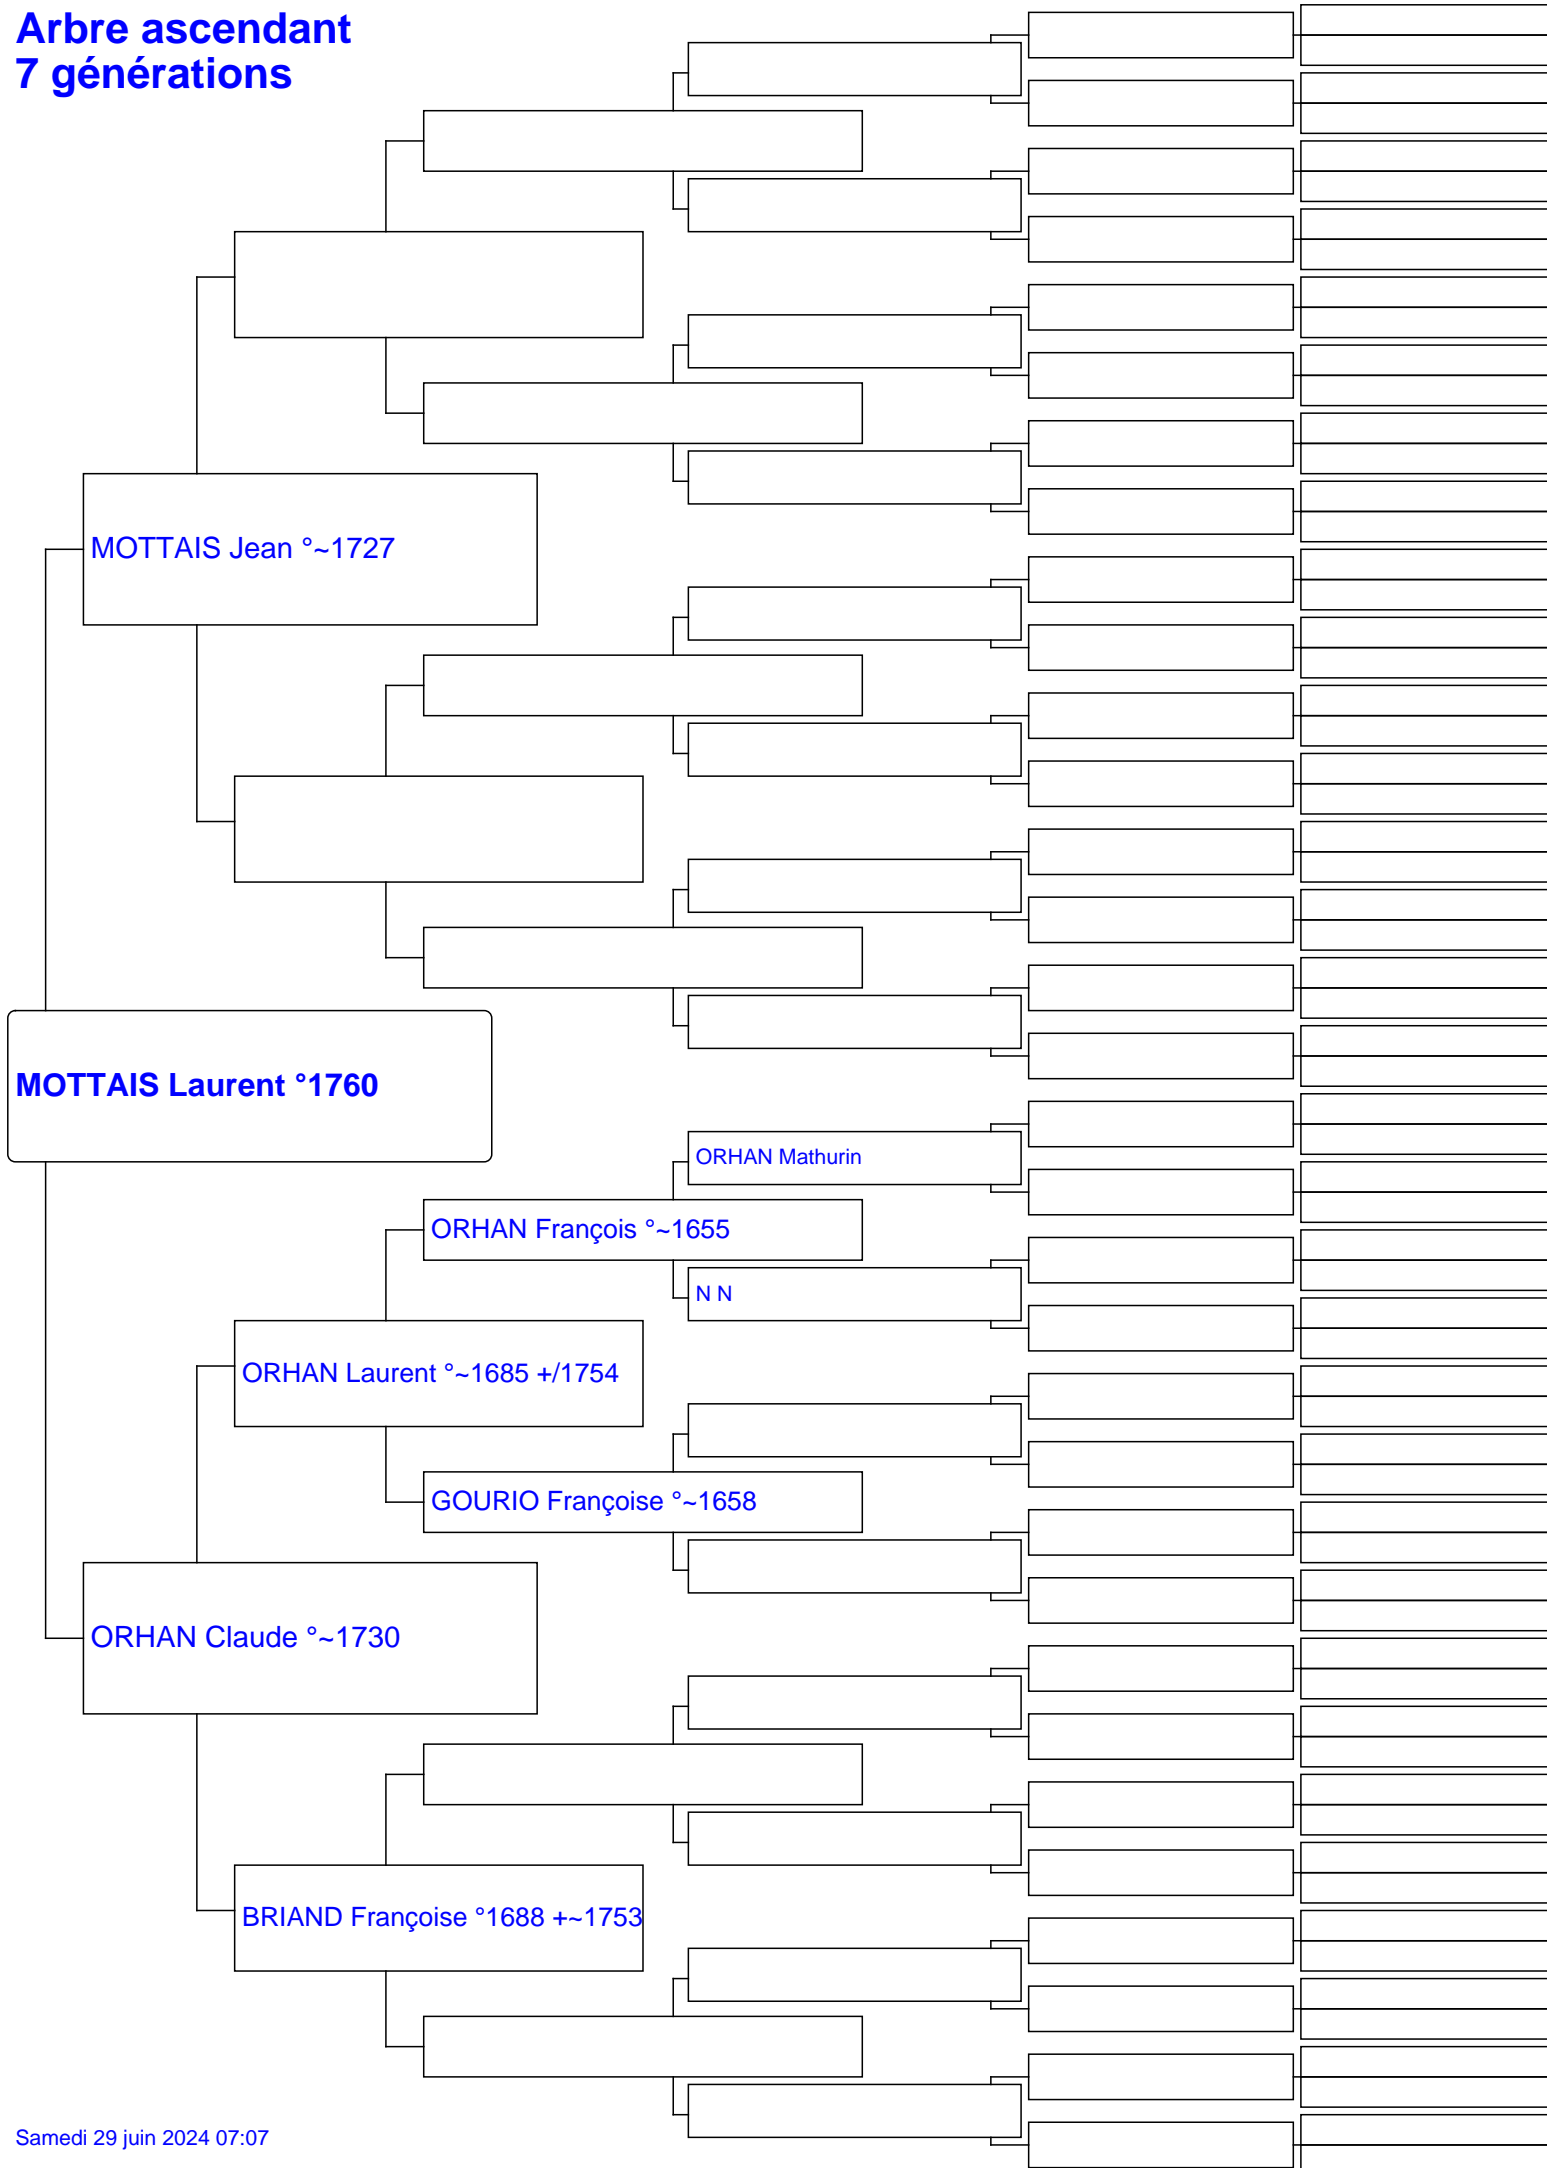 Arbre ascendant
7 générations
MOTTAIS Jean °~1727
MOTTAIS Laurent °1760
ORHAN Mathurin
ORHAN François °~1655
N N
ORHAN Laurent °~1685 +/1754
GOURIO Françoise °~1658
ORHAN Claude °~1730
BRIAND Françoise °1688 +~1753
Samedi 29 juin 2024 07:07